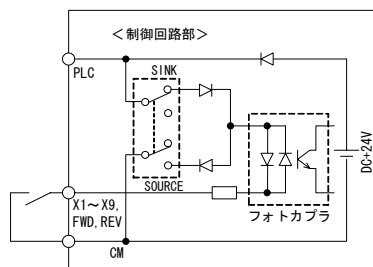 ＜制御回路部＞
PLC
SINK
SOURCE
DC+24V
X1～X9,
FWD,REV
フォトカプラ
CM